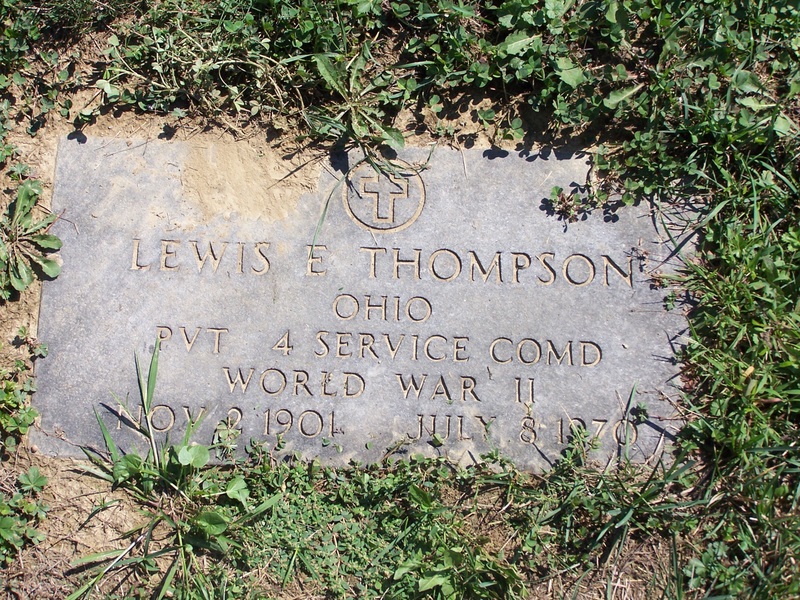 LEWIS E THOMPSON
OHIO
PVT 4 SERVICE COMD
WORLD WAR II
NOV 2 1901 JULY 8 1970